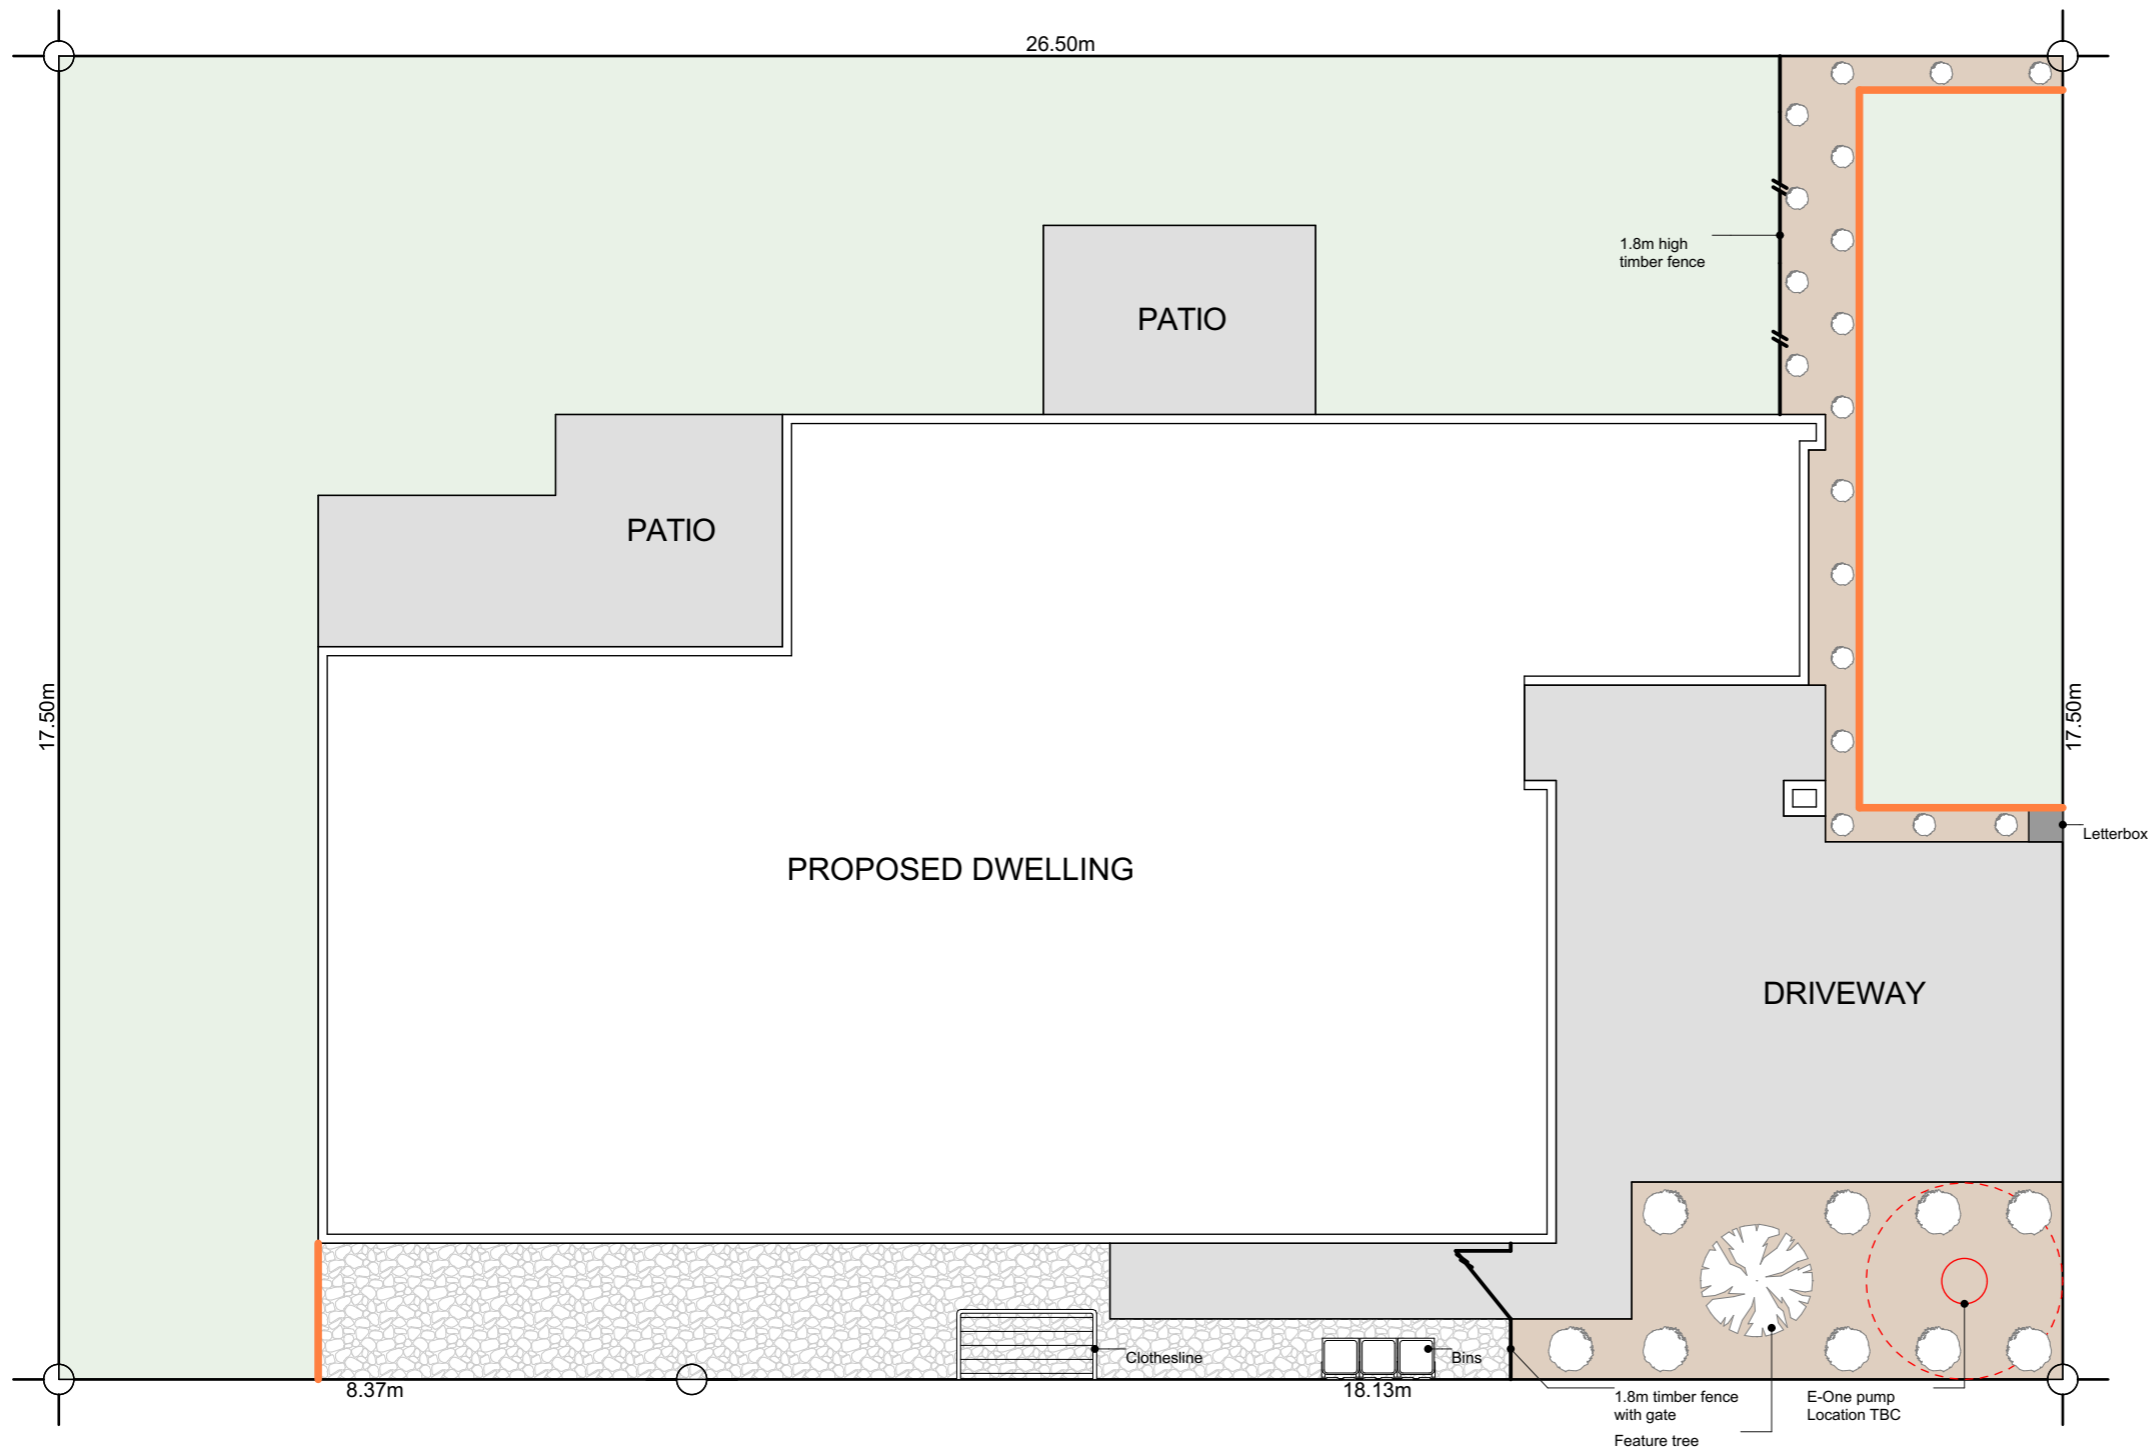 26.50m
1.8m high
timber fence
PATIO
PATIO
17.50m
17.50m
Letterbox
PROPOSED DWELLING
DRIVEWAY
Clothesline
Bins
8.37m
18.13m
1.8m timber fence
with gate
Feature tree
E-One pump
Location TBC